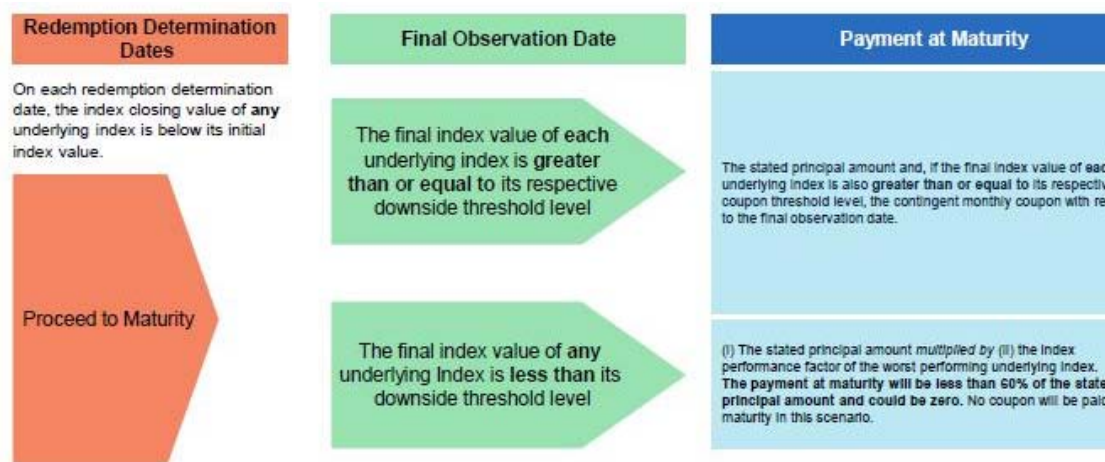 Redemption Determination
Dates
On each redemption determination
date, the index closing value of any
underlying index is below its initial
index value.
Proceed to Maturity
Final Observation Date
The final index value of each
underlying index is greater
than or equal to its respective
downside threshold level
The final index value of any
underlying Index is less than its
downside threshold level
Payment at Maturity
The stated principal amount and, if the final index value of eac
underlying index is also greater than or equal to its respectiv
coupon threshold level, the contingent monthly coupon with re
to the final observation date.
(i) The stated principal amount multiplied by (ii) the index
performance factor of the worst performing underlying index.
The payment at maturity will be less than 60% of the state
principal amount and could be zero. No coupon will be paid
maturity in this scenario.